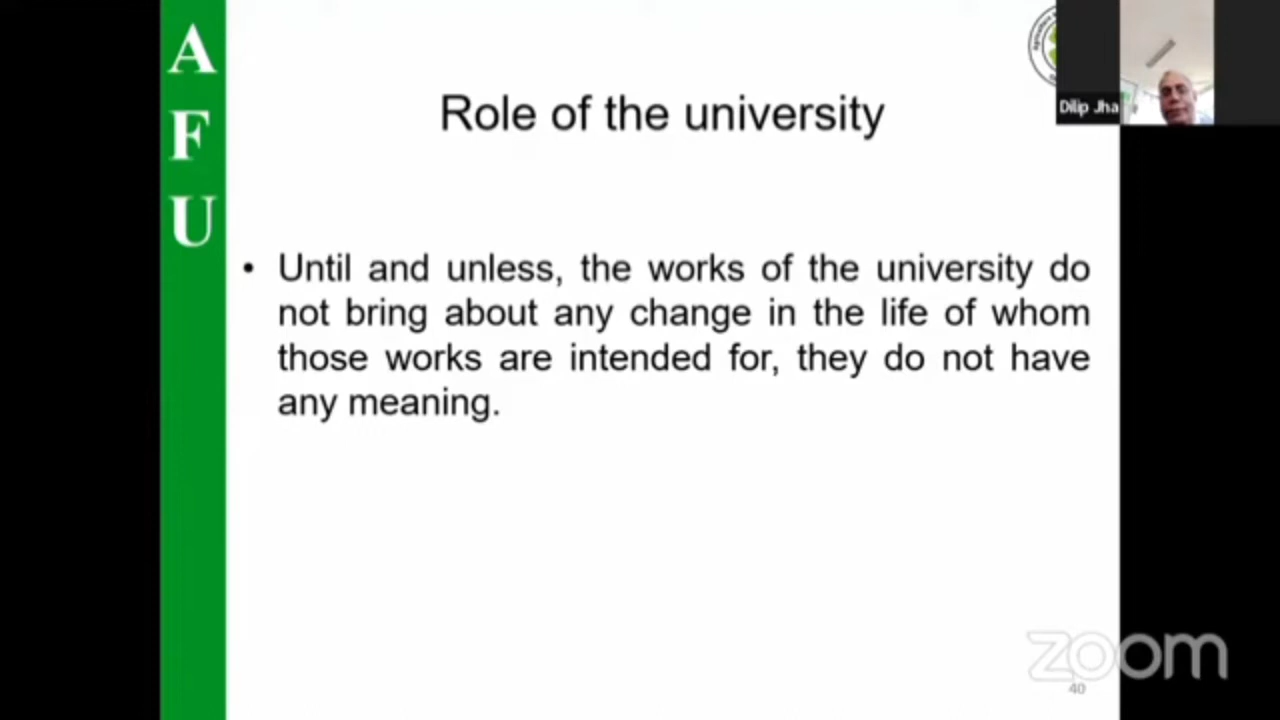 A
F
U
Role of the university
Dilip Jha
• Until and unless, the works of the university do
not bring about any change in the life of whom
those works are intended for, they do not have
any meaning.
zoom
40